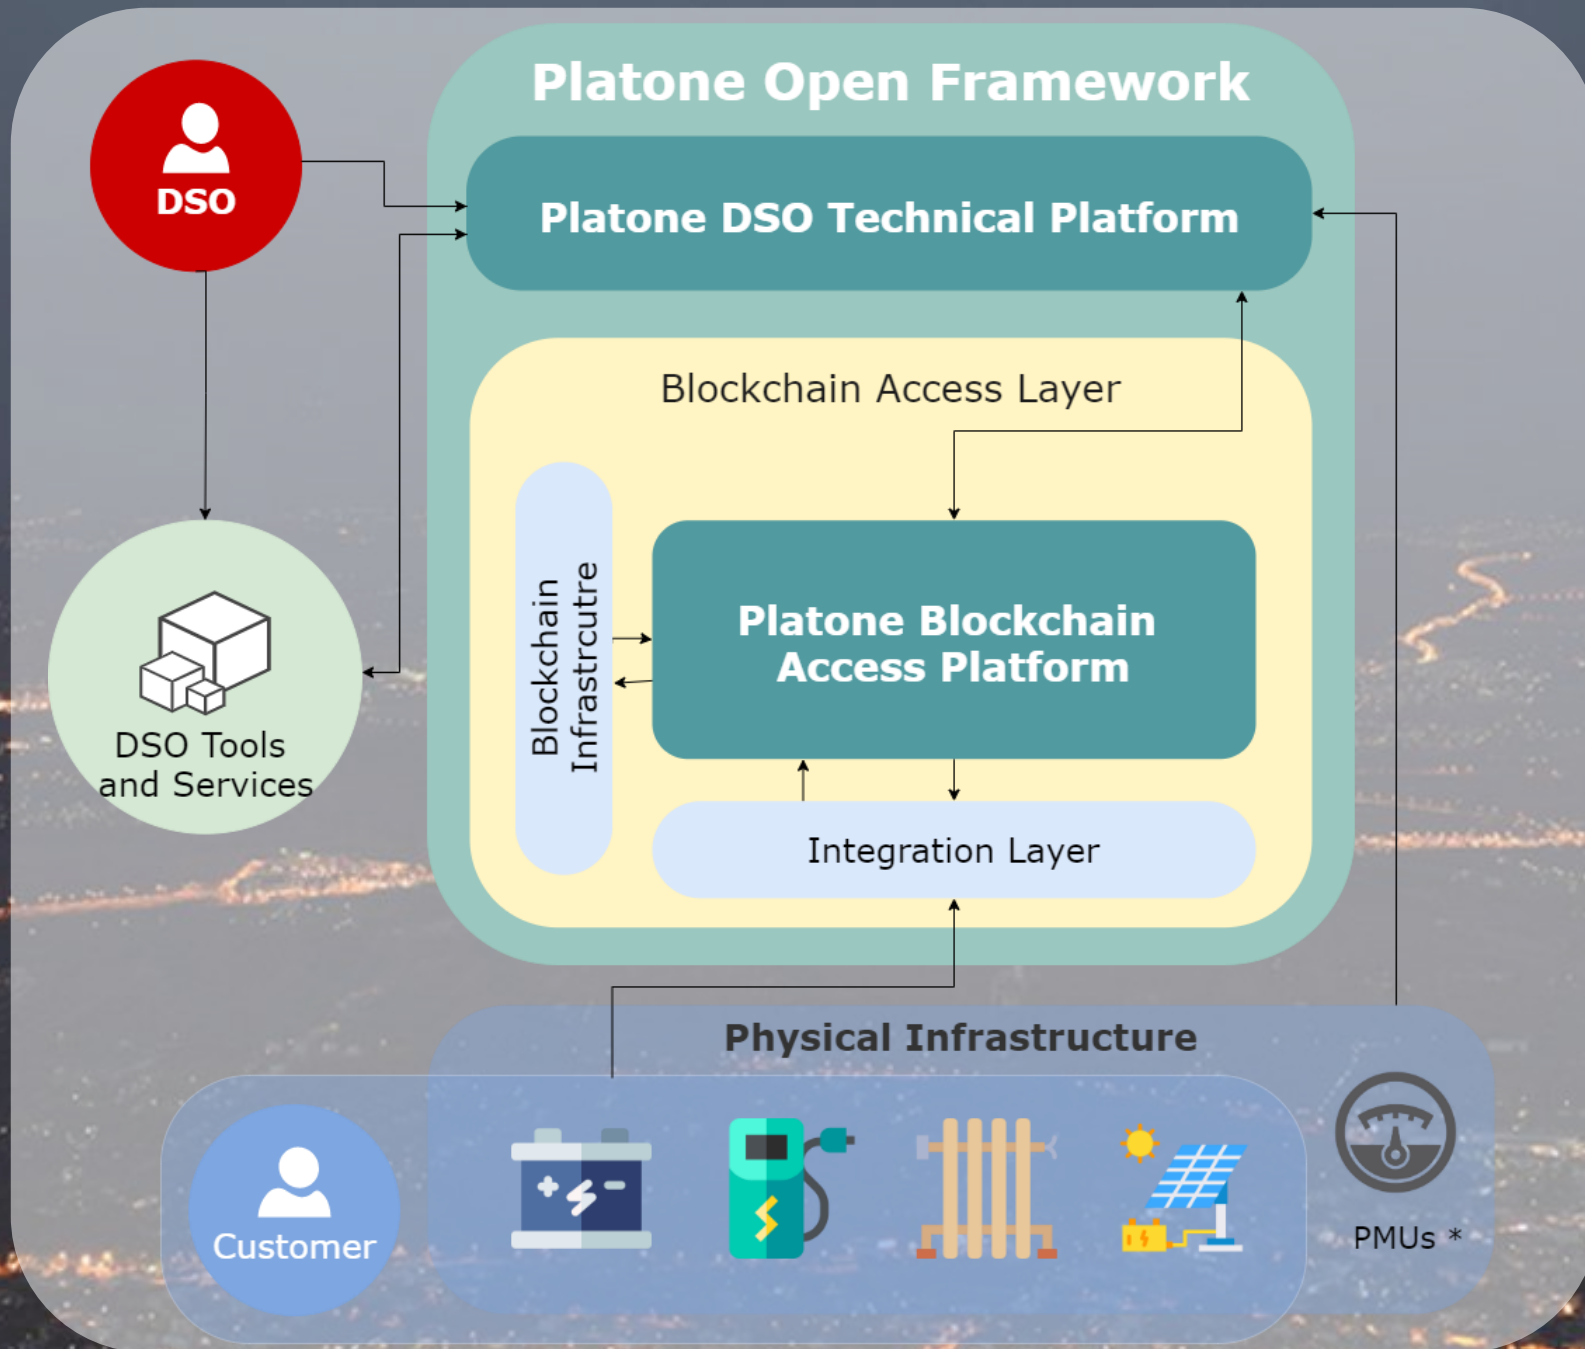 Platone Open Framework
DSO
Platone DSO Technical Platform
Blockchain Access Layer
Blockchain
Infrastrcutre
Platone Blockchain
Access Platform
DSO Tools
and Services
Integration Layer
Physical Infrastructure
Customer
PMUs *